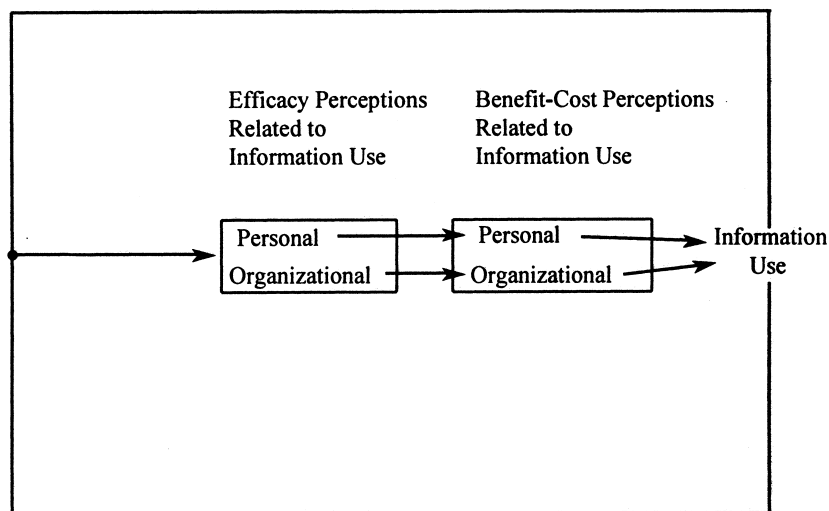 Efficacy Perceptions
Related to
Information Use
Benefit-Cost Perceptions
Related to
Information Use
Personal
Organizational
Personal
Organizational
Information
Use